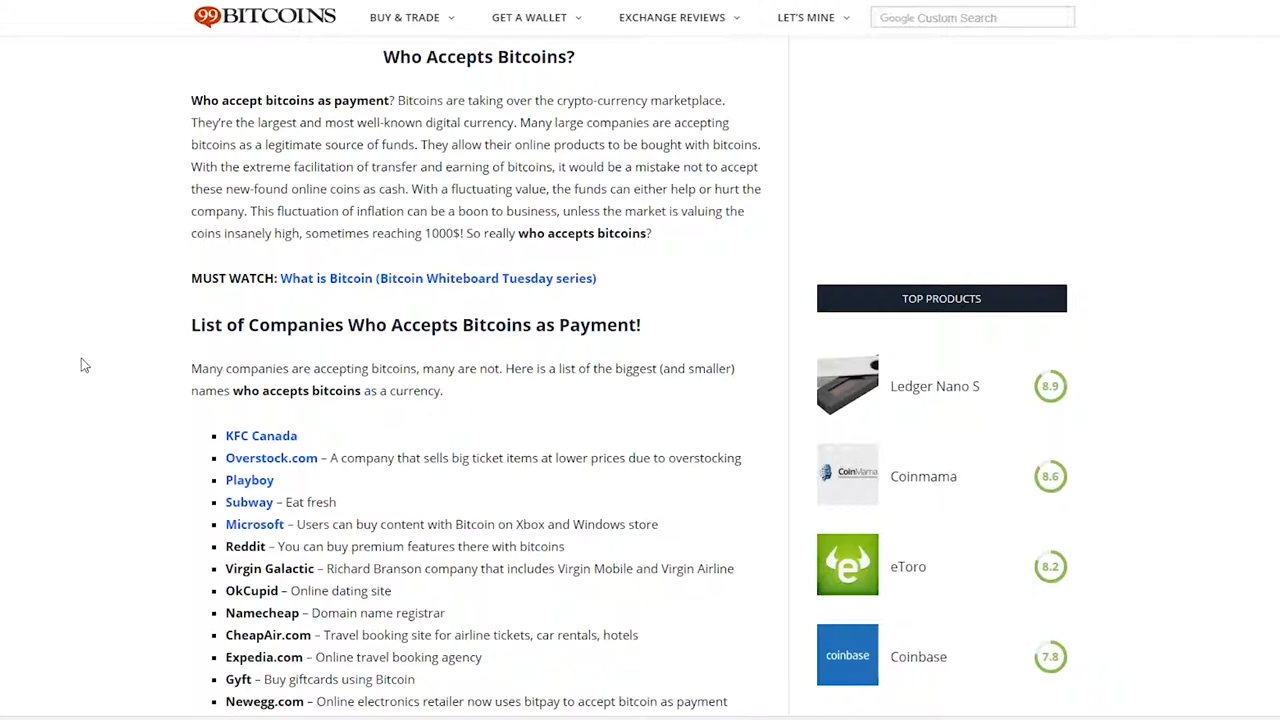 99BITCOINS
BUY & TRADE
GET A WALLET
EXCHANGE REVIEWS
LET'S MINE
Google Custom Search
Who Accepts Bitcoins?
Who accept bitcoins as payment? Bitcoins are taking over the crypto-currency marketplace.
They're the largest and most well-known digital currency. Many large companies are accepting
bitcoins as a legitimate source of funds. They allow their online products to be bought with bitcoins.
With the extreme facilitation of transfer and earning of bitcoins, it would be a mistake not to accept
these new-found online coins as cash. With a fluctuating value, the funds can either help or hurt the
company. This fluctuation of inflation can be a boon to business, unless the market is valuing the
coins insanely high, sometimes reaching 1000$! So really who accepts bitcoins?
MUST WATCH: What is Bitcoin (Bitcoin Whiteboard Tuesday series)
List of Companies Who Accepts Bitcoins as Payment!
Many companies are accepting bitcoins, many are not. Here is a list of the biggest (and smaller)
names who accepts bitcoins as a currency.
KFC Canada
Overstock.com – A company that sells big ticket items at lower prices due to overstocking
Playboy
Subway – Eat fresh
Microsoft – Users can buy content with Bitcoin on Xbox and Windows store
Reddit – You can buy premium features there with bitcoins
Virgin Galactic – Richard Branson company that includes Virgin Mobile and Virgin Airline
OkCupid – Online dating site
Namecheap – Domain name registrar
CheapAir.com – Travel booking site for airline tickets, car rentals, hotels
Expedia.com – Online travel booking agency
Gyft – Buy giftcards using Bitcoin
Newegg.com – Online electronics retailer now uses bitpay to accept bitcoin as payment
TOP PRODUCTS
Ledger Nano S
8.9
CoinMama
Coinmama
8.6
e
eToro
8.2
coinbase
Coinbase
7.8